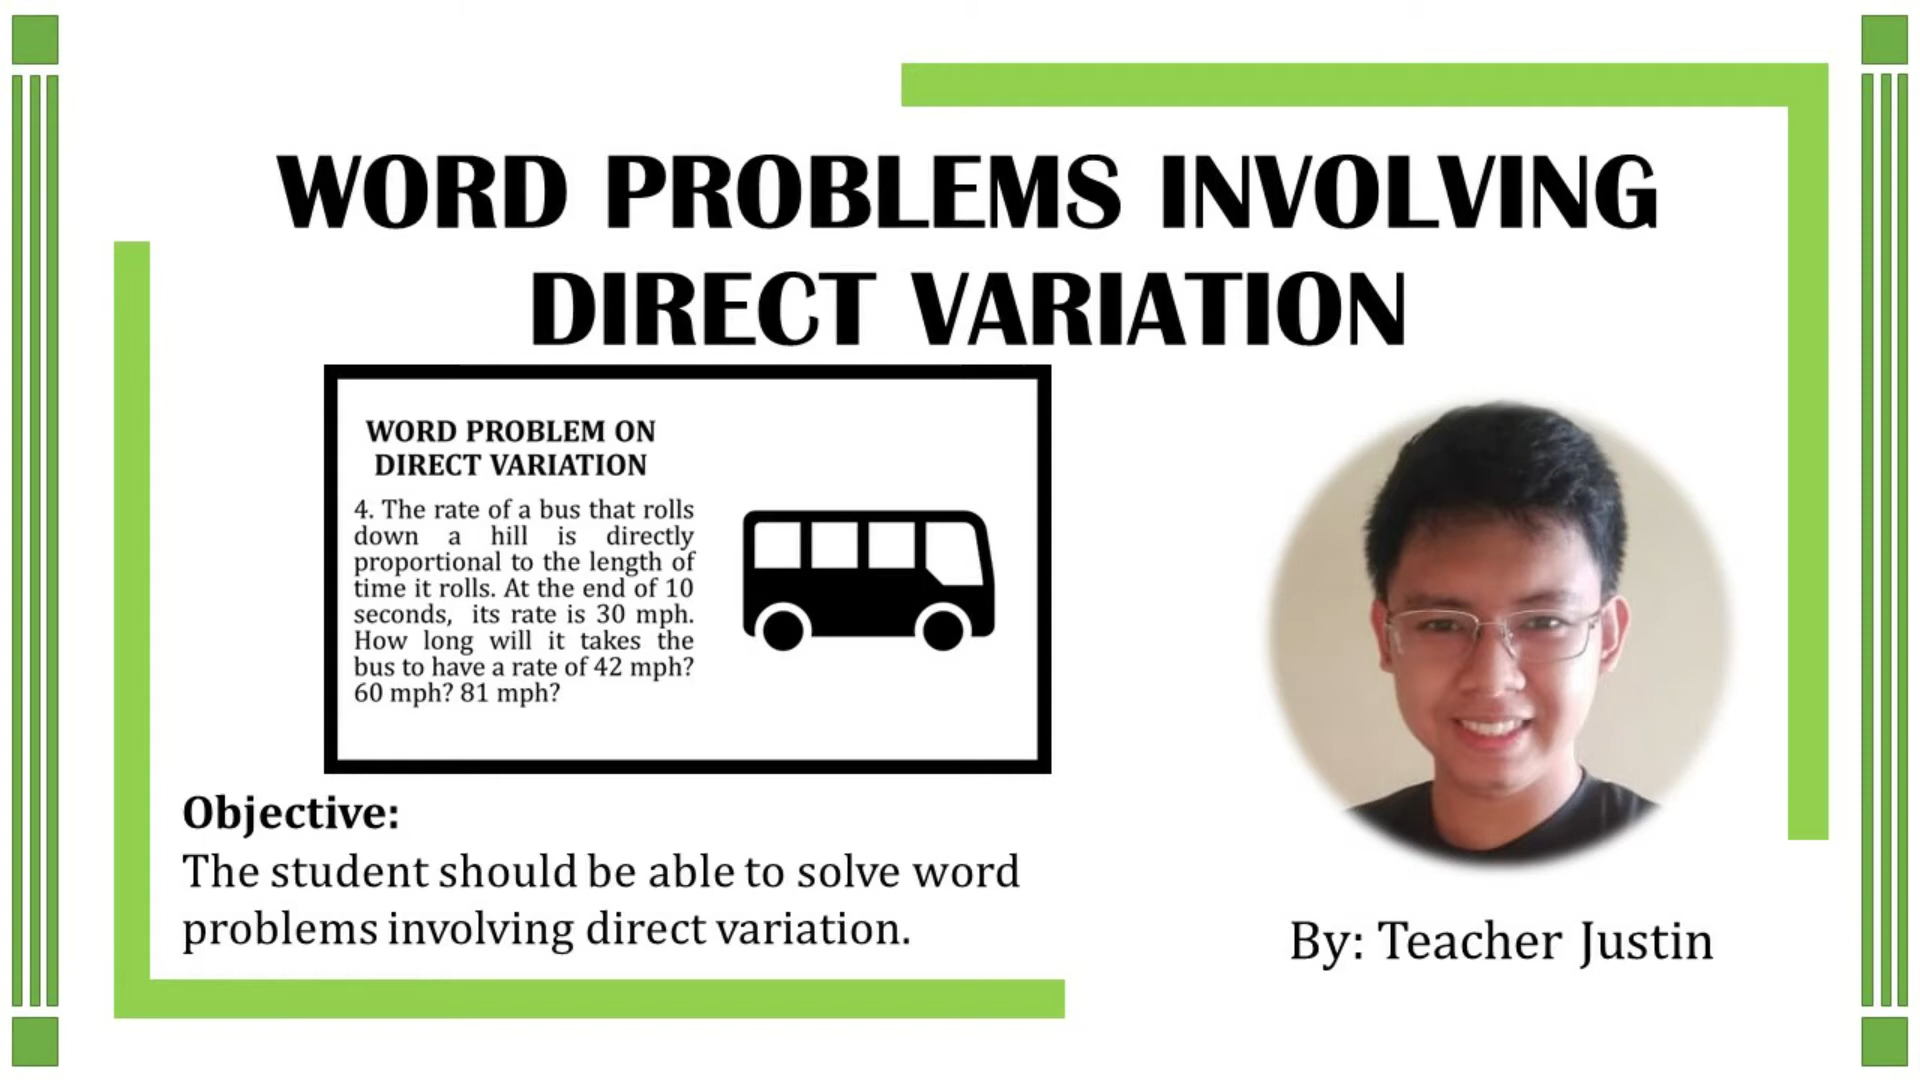 WORD PROBLEMS INVOLVING
DIRECT VARIATION
WORD PROBLEM ON
DIRECT VARIATION
4. The rate of a bus that rolls
down a hill is directly
proportional to the length of
time it rolls. At the end of 10
seconds, its rate is 30 mph.
How long will it takes the
bus to have a rate of 42 mph?
60 mph? 81 mph?
Objective:
The student should be able to solve word
problems involving direct variation.
By: Teacher Justin